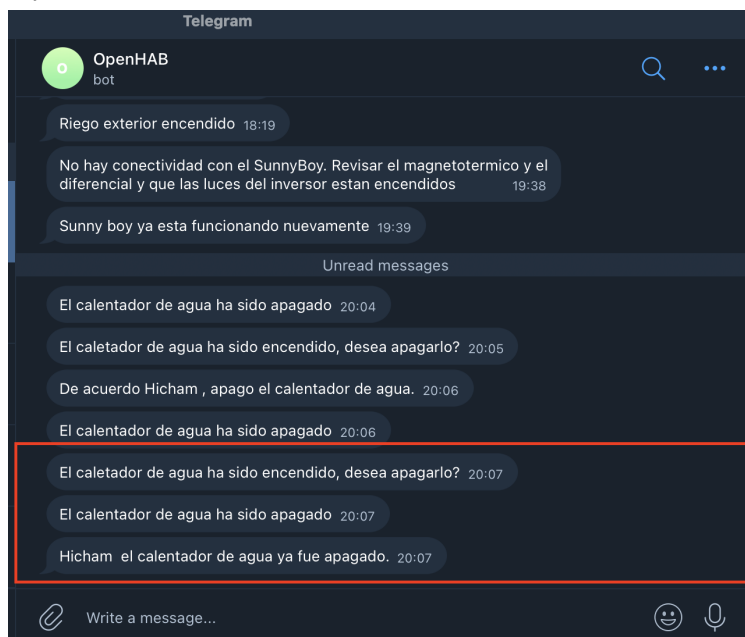 Telegram
O
OpenHAB
bot
Riego exterior encendido 18:19
No hay conectividad con el SunnyBoy. Revisar el magnetotermico y el
diferencial y que las luces del inversor estan encendidos 19:38
Sunny boy ya esta funcionando nuevamente 19:39
Unread messages
El calentador de agua ha sido apagado 20:04
El caletador de agua ha sido encendido, desea apagarlo? 20:05
De acuerdo Hicham , apago el calentador de agua. 20:06
El calentador de agua ha sido apagado 20:06
El caletador de agua ha sido encendido, desea apagarlo? 20:07
El calentador de agua ha sido apagado 20:07
Hicham  el calentador de agua ya fue apagado. 20:07
Write a message...